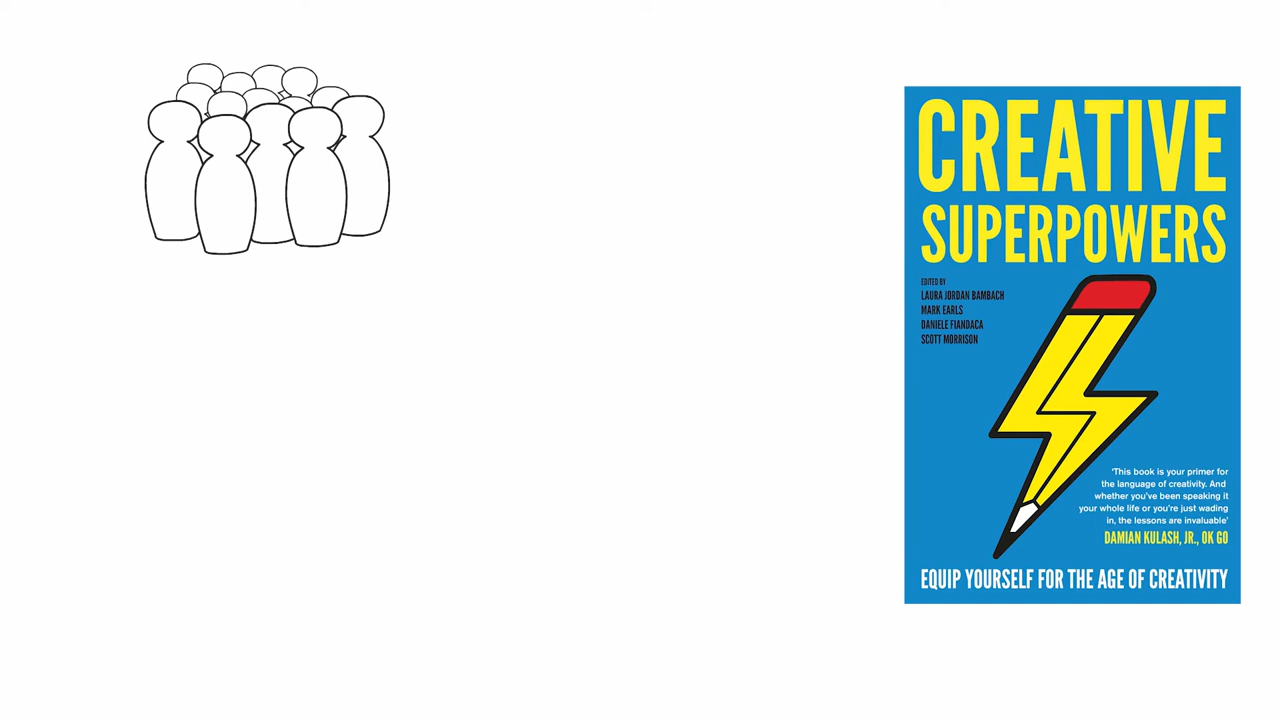 CREATIVE
SUPERPOWERS
EDITED BY
LAURA JORDAN BAMBACH
MARK EARLS
DANIELE FIANDACA
SCOTT MORRISON
'This book is your primer for
the language of creativity. And
whether you've been speaking it
your whole life or you're just wading
in, the lessons are invaluable'
DAMIAN KULASH, JR., OK GO
EQUIP YOURSELF FOR THE AGE OF CREATIVITY